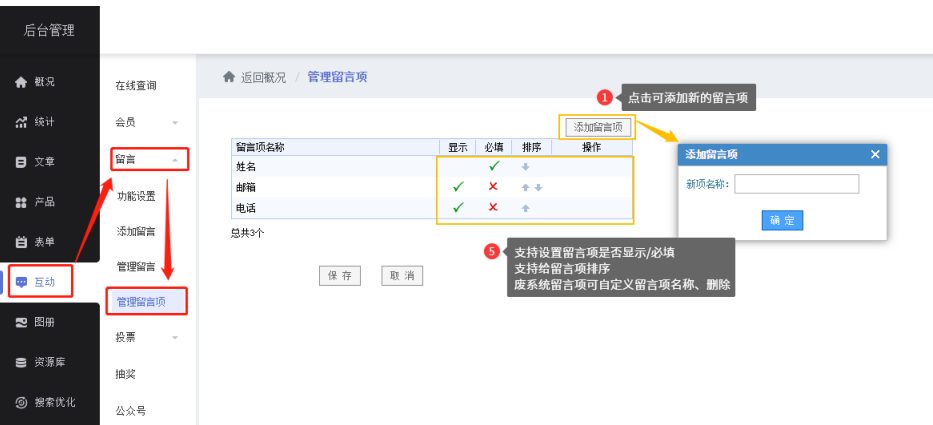 后台管理
概况
统计
文章
产品
表单
互动
图册
资源库
搜索优化
在线查询
会员
留言
功能设置
添加留言
管理留言
管理留言项
投票
抽奖
公众号
返回概况 / 管理留言项
1 点击可添加新的留言项
添加留言项
留言项名称 显示 必填 排序 操作
姓名
邮箱
电话
总共3个
保存 取消
添加留言项
新项名称:
确定
5 支持设置留言项是否显示/必填
支持给留言项排序
废系统留言项可自定义留言项名称、删除